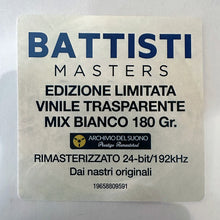 BATTISTI
MASTERS
EDIZIONE LIMITATA
VINILE TRASPARENTE
MIX BIANCO 180 Gr.
ARCHIVIO DEL SUONO
Prestige Remastered
RIMASTERIZZATO 24-bit/192kHz
Dai nastri originali
19658809591